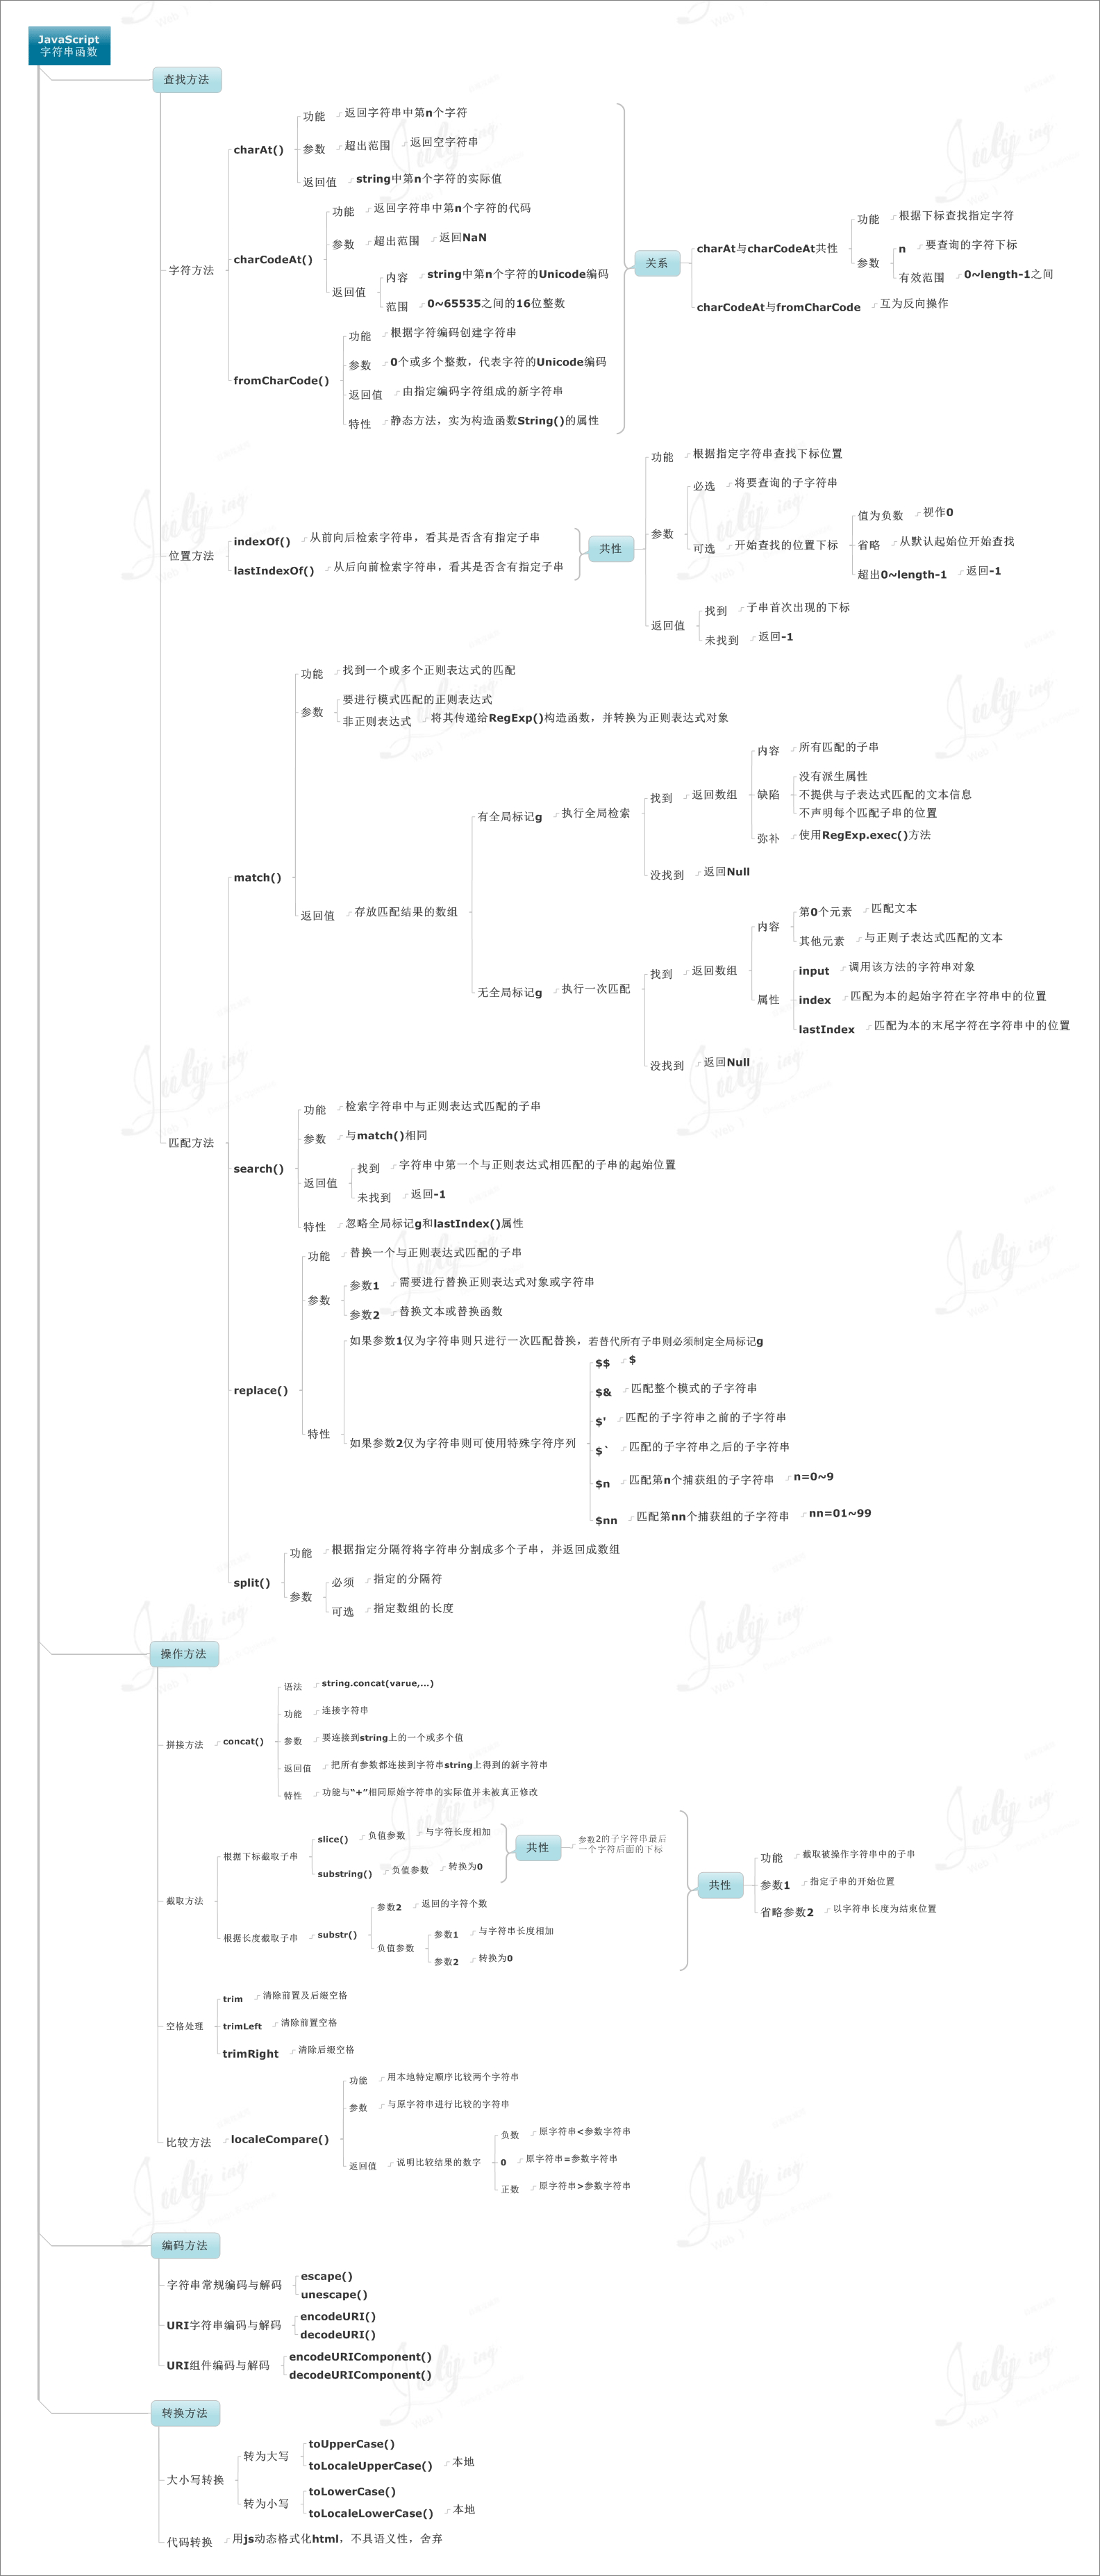 JavaScript
字符串函数
查找方法
字符方法
charAt()
功能
返回字符串中第n个字符
参数
超出范围
返回空字符串
返回值
string中第n个字符的实际值
charCodeAt()
功能
返回字符串中第n个字符的代码
参数
超出范围
返回NaN
返回值
内容
string中第n个字符的Unicode编码
范围
0~65535之间的16位整数
fromCharCode()
功能
根据字符编码创建字符串
参数
0个或多个整数，代表字符的Unicode编码
返回值
由指定编码字符组成的新字符串
特性
静态方法，实为构造函数String()的属性
关系
charAt与charCodeAt共性
功能
根据下标查找指定字符
参数
n
要查询的字符下标
有效范围
0~length-1之间
charCodeAt与fromCharCode
互为反向操作
位置方法
indexOf()
从前向后检索字符串，看其是否含有指定子串
lastIndexOf()
从后向前检索字符串，看其是否含有指定子串
共性
功能
根据指定字符串查找下标位置
参数
必选
将要查询的子字符串
可选
开始查找的位置下标
值为负数
视作0
省略
从默认起始位开始查找
超出0~length-1
返回-1
返回值
找到
子串首次出现的下标
未找到
返回-1
匹配方法
match()
功能
找到一个或多个正则表达式的匹配
参数
要进行模式匹配的正则表达式
非正则表达式
将其传递给RegExp()构造函数，并转换为正则表达式对象
返回值
存放匹配结果的数组
有全局标记g
执行全局检索
找到
返回数组
内容
所有匹配的子串
缺陷
没有派生属性
不提供与子表达式匹配的文本信息
不声明每个匹配子串的位置
弥补
使用RegExp.exec()方法
没找到
返回Null
无全局标记g
执行一次匹配
找到
返回数组
内容
第0个元素
匹配文本
其他元素
与正则子表达式匹配的文本
属性
input
调用该方法的字符串对象
index
匹配为本的起始字符在字符串中的位置
lastIndex
匹配为本的末尾字符在字符串中的位置
没找到
返回Null
search()
功能
检索字符串中与正则表达式匹配的子串
参数
与match()相同
返回值
找到
字符串中第一个与正则表达式相匹配的子串的起始位置
未找到
返回-1
特性
忽略全局标记g和lastIndex()属性
replace()
功能
替换一个与正则表达式匹配的子串
参数
参数1
需要进行替换正则表达式对象或字符串
参数2
替换文本或替换函数
特性
如果参数1仅为字符串则只进行一次匹配替换，若替代所有子串则必须制定全局标记g
如果参数2仅为字符串则可使用特殊字符序列
$$
$
$&
匹配整个模式的子字符串
$'
匹配的子字符串之前的子字符串
$`
匹配的子字符串之后的子字符串
$n
匹配第n个捕获组的子字符串
n=0~9
$nn
匹配第nn个捕获组的子字符串
nn=01~99
split()
功能
根据指定分隔符将字符串分割成多个子串，并返回成数组
参数
必须
指定的分隔符
可选
指定数组的长度
操作方法
拼接方法
concat()
语法
string.concat(varue,...)
功能
连接字符串
参数
要连接到string上的一个或多个值
返回值
把所有参数都连接到字符串string上得到的新字符串
特性
功能与“+”相同原始字符串的实际值并未被真正修改
截取方法
根据下标截取子串
slice()
负值参数
与字符长度相加
substring()
负值参数
转换为0
共性
参数2的子字符串最后
一个字符后面的下标
根据长度截取子串
substr()
参数2
返回的字符个数
负值参数
参数1
与字符串长度相加
参数2
转换为0
共性
功能
截取被操作字符串中的子串
参数1
指定子串的开始位置
省略参数2
以字符串长度为结束位置
空格处理
trim
清除前置及后缀空格
trimLeft
清除前置空格
trimRight
清除后缀空格
比较方法
localeCompare()
功能
用本地特定顺序比较两个字符串
参数
与原字符串进行比较的字符串
返回值
说明比较结果的数字
负数
原字符串<参数字符串
0
原字符串=参数字符串
正数
原字符串>参数字符串
编码方法
字符串常规编码与解码
escape()
unescape()
URI字符串编码与解码
encodeURI()
decodeURI()
URI组件编码与解码
encodeURIComponent()
decodeURIComponent()
转换方法
大小写转换
转为大写
toUpperCase()
toLocaleUpperCase()
本地
转为小写
toLowerCase()
toLocaleLowerCase()
本地
代码转换
用js动态格式化html，不具语义性，舍弃